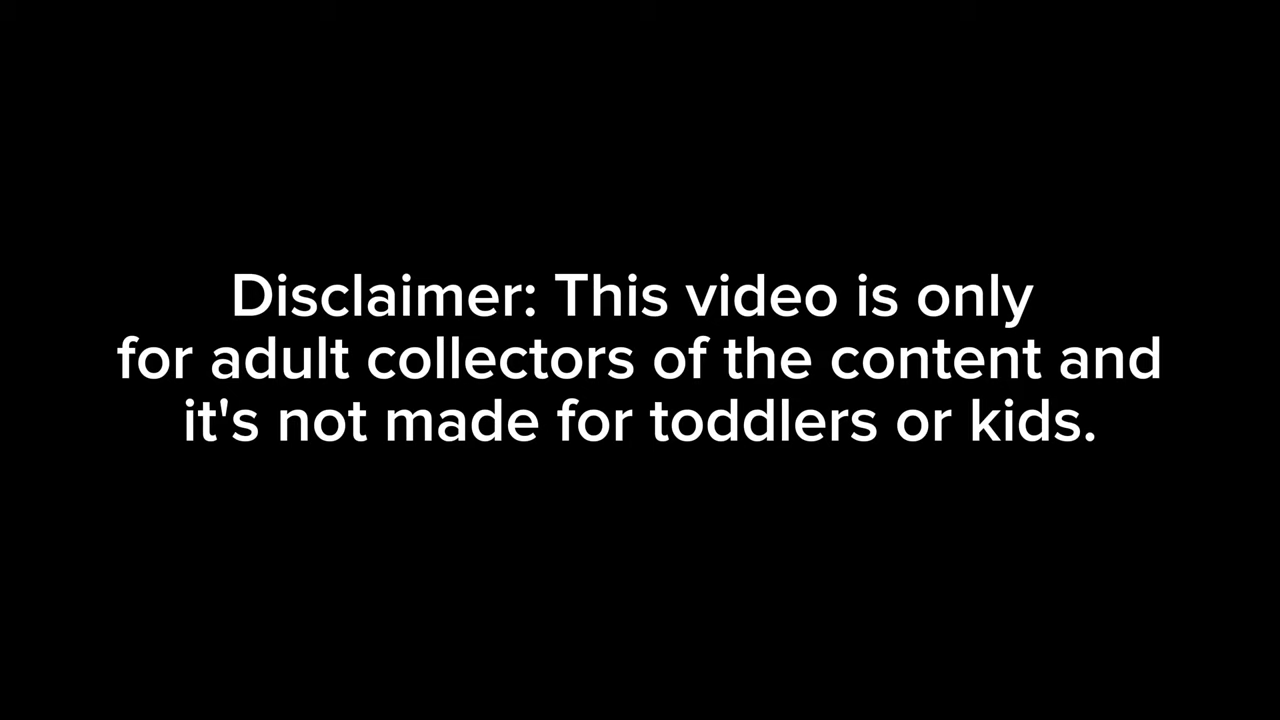 Disclaimer: This video is only
for adult collectors of the content and
it's not made for toddlers or kids.